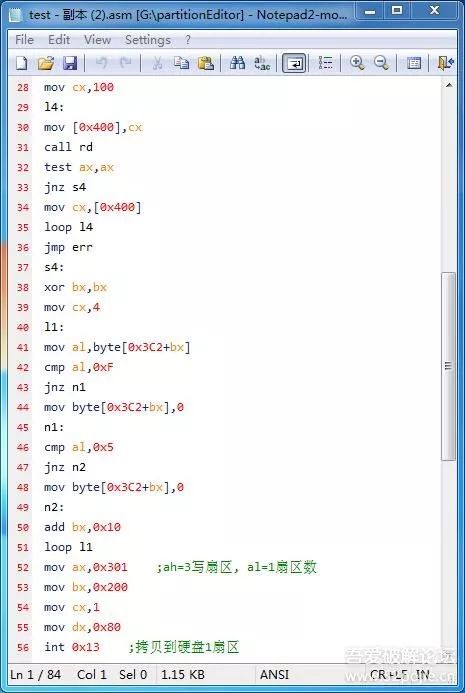 test - 副本 (2).asm [G:\partitionEditor] - Notepad2-mo...
File Edit View Settings ?
28 mov cx,100
29 l4:
30 mov [0x400],cx
31 call rd
32 test ax,ax
33 jnz s4
34 mov cx,[0x400]
35 loop l4
36 jmp err
37 s4:
38 xor bx,bx
39 mov cx,4
40 l1:
41 mov al,byte[0x3C2+bx]
42 cmp al,0xF
43 jnz n1
44 mov byte[0x3C2+bx],0
45 n1:
46 cmp al,0x5
47 jnz n2
48 mov byte[0x3C2+bx],0
49 n2:
50 add bx,0x10
51 loop l1
52 mov ax,0x301 ;ah=3写扇区, al=1扇区数
53 mov bx,0x200
54 mov cx,1
55 mov dx,0x80
56 int 0x13 ;拷贝到硬盘1扇区
吾爱破解论坛
Ln 1 / 84 Col 1 Sel 0 1.15 KB ANSI CR+LF IN